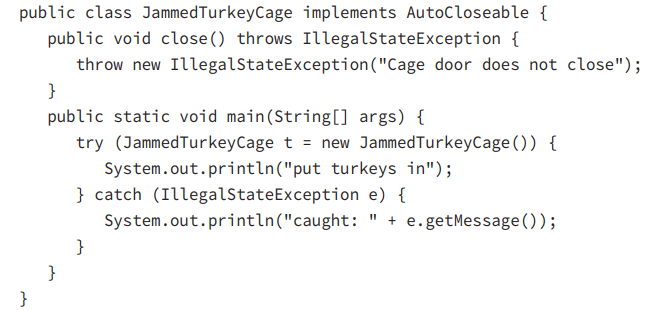 public class JammedTurkeyCage implements AutoCloseable {
   public void close() throws IllegalStateException {
      throw new IllegalStateException("Cage door does not close");
   }
   public static void main(String[] args) {
      try (JammedTurkeyCage t = new JammedTurkeyCage()) {
         System.out.println("put turkeys in");
      } catch (IllegalStateException e) {
         System.out.println("caught: " + e.getMessage());
      }
   }
}